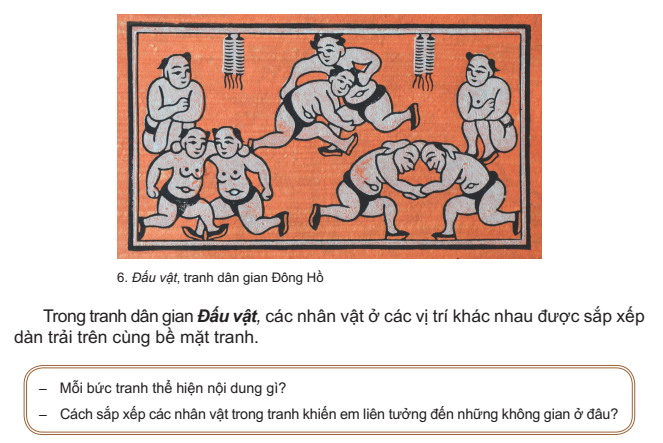 6. Đấu vật, tranh dân gian Đông Hồ
Trong tranh dân gian Đấu vật, các nhân vật ở các vị trí khác nhau được sắp xếp
dàn trải trên cùng bề mặt tranh.
– Mỗi bức tranh thể hiện nội dung gì?
– Cách sắp xếp các nhân vật trong tranh khiến em liên tưởng đến những không gian ở đâu?